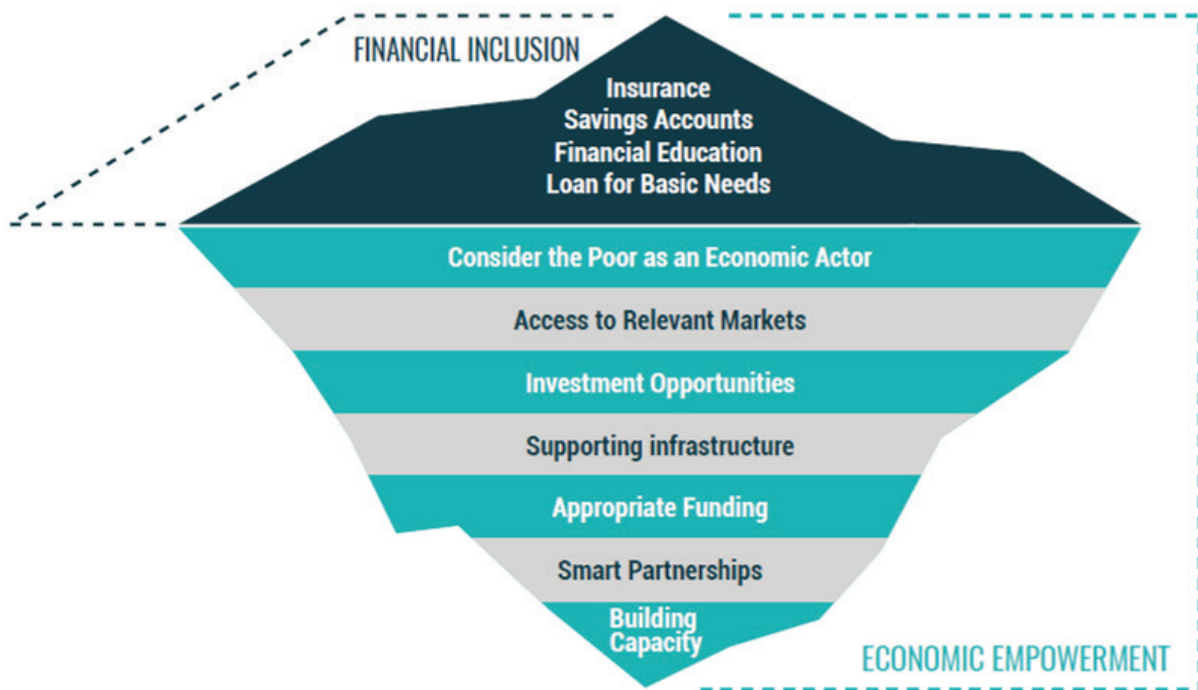 FINANCIAL INCLUSION
Insurance
Savings Accounts
Financial Education
Loan for Basic Needs
Consider the Poor as an Economic Actor
Access to Relevant Markets
Investment Opportunities
Supporting infrastructure
Appropriate Funding
Smart Partnerships
Building
Capacity
ECONOMIC EMPOWERMENT